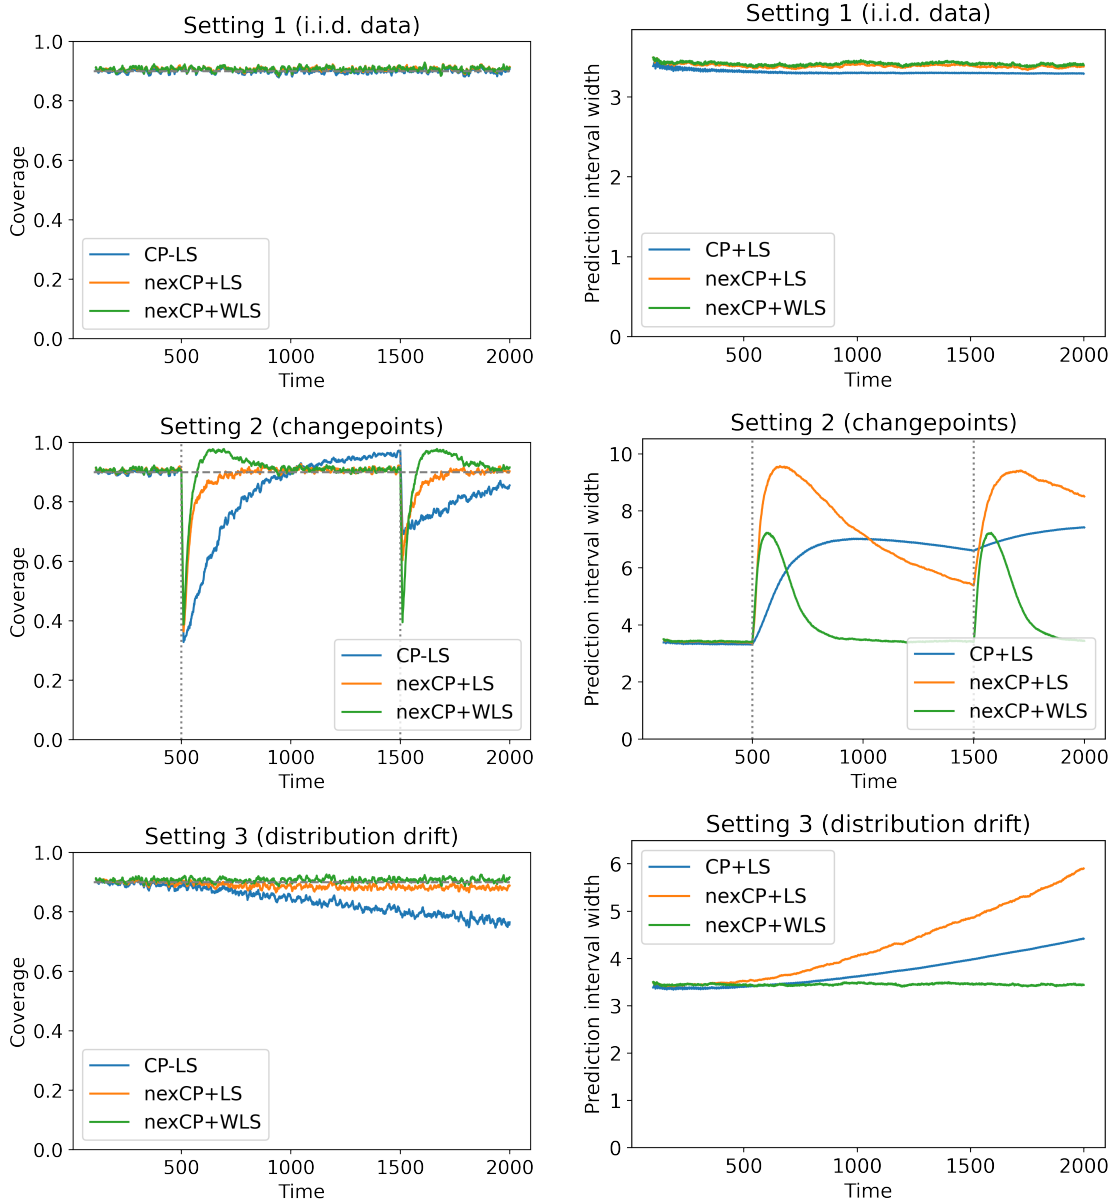 Setting 1 (i.i.d. data)
1.0
0.8
0.6
0.4
0.2
0.0
Coverage
CP-LS
nexCP+LS
nexCP+WLS
500
1000
1500
2000
Time
Setting 1 (i.i.d. data)
3
2
1
0
Prediction interval width
CP+LS
nexCP+LS
nexCP+WLS
500
1000
1500
2000
Time
Setting 2 (changepoints)
1.0
0.8
0.6
0.4
0.2
0.0
Coverage
CP-LS
nexCP+LS
nexCP+WLS
500
1000
1500
2000
Time
Setting 2 (changepoints)
10
8
6
4
2
0
Prediction interval width
CP+LS
nexCP+LS
nexCP+WLS
500
1000
1500
2000
Time
Setting 3 (distribution drift)
1.0
0.8
0.6
0.4
0.2
0.0
Coverage
CP-LS
nexCP+LS
nexCP+WLS
500
1000
1500
2000
Time
Setting 3 (distribution drift)
6
5
4
3
2
1
0
Prediction interval width
CP+LS
nexCP+LS
nexCP+WLS
500
1000
1500
2000
Time